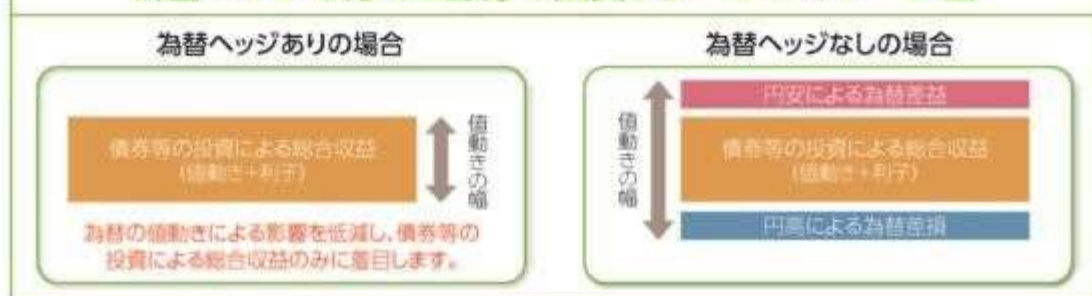 為替ヘッジありの場合
債券等の投資による総合収益
(値動き+利子)
値動きの幅
為替の値動きによる影響を低減し、債券等の
投資による総合収益のみに着目します。
為替ヘッジなしの場合
値動きの幅
円安による為替差益
債券等の投資による総合収益
(値動き+利子)
円高による為替差損